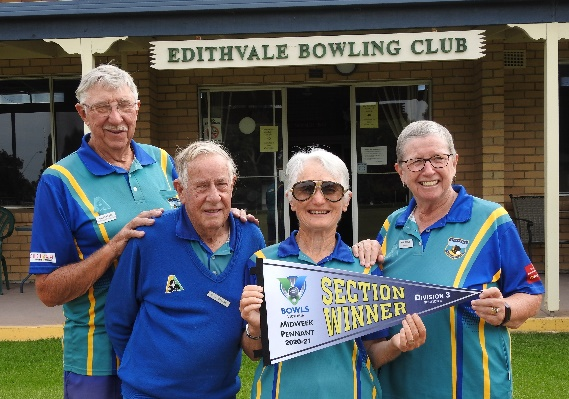 EDITHVALE BOWLING CLUB
BOWLS
MIDWEEK
PENNANT
2020-21
SECTION
WINNER
DIVISION 3